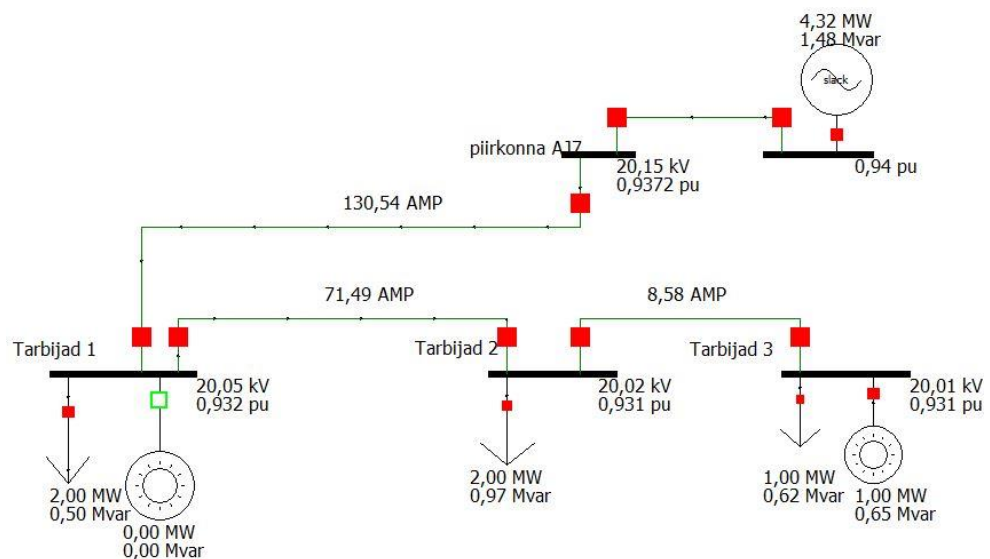 4,32 MW
1,48 Mvar
slack
piirkonna AJ7
20,15 kV
0,9372 pu
0,94 pu
130,54 AMP
71,49 AMP
8,58 AMP
Tarbijad 1
Tarbijad 2
Tarbijad 3
20,05 kV
0,932 pu
20,02 kV
0,931 pu
20,01 kV
0,931 pu
2,00 MW
0,50 Mvar
0,00 MW
0,00 Mvar
2,00 MW
0,97 Mvar
1,00 MW
0,62 Mvar
1,00 MW
0,65 Mvar